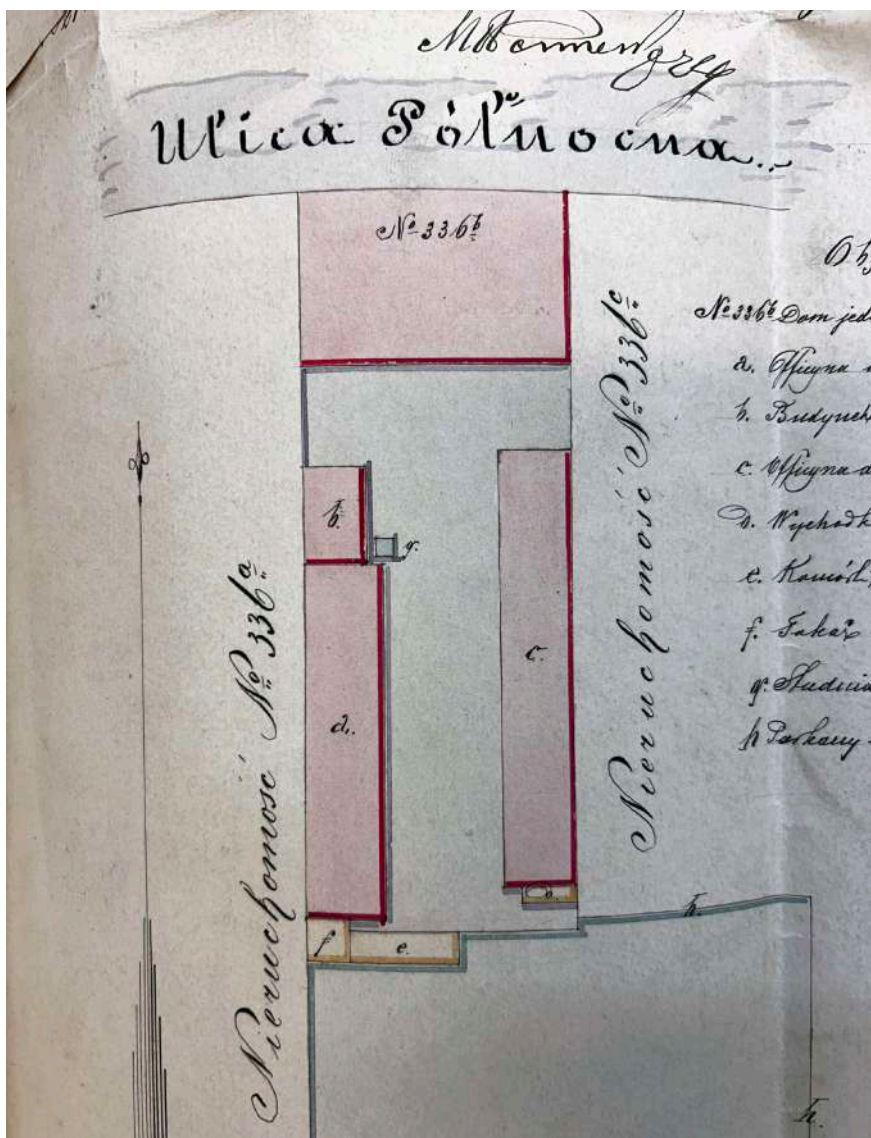 Ulica Północna
№ 336b
Nieruchomość № 336a
Nieruchomość № 336c
b.
g.
c.
a.
D.
f
e.
h.
h.
Ob
№ 336b Dom jed
a. Officyna
b. Budynek
c. Officyna d
D. Wychodk
e. Komórk
f.
g. Studnia
h Parkany